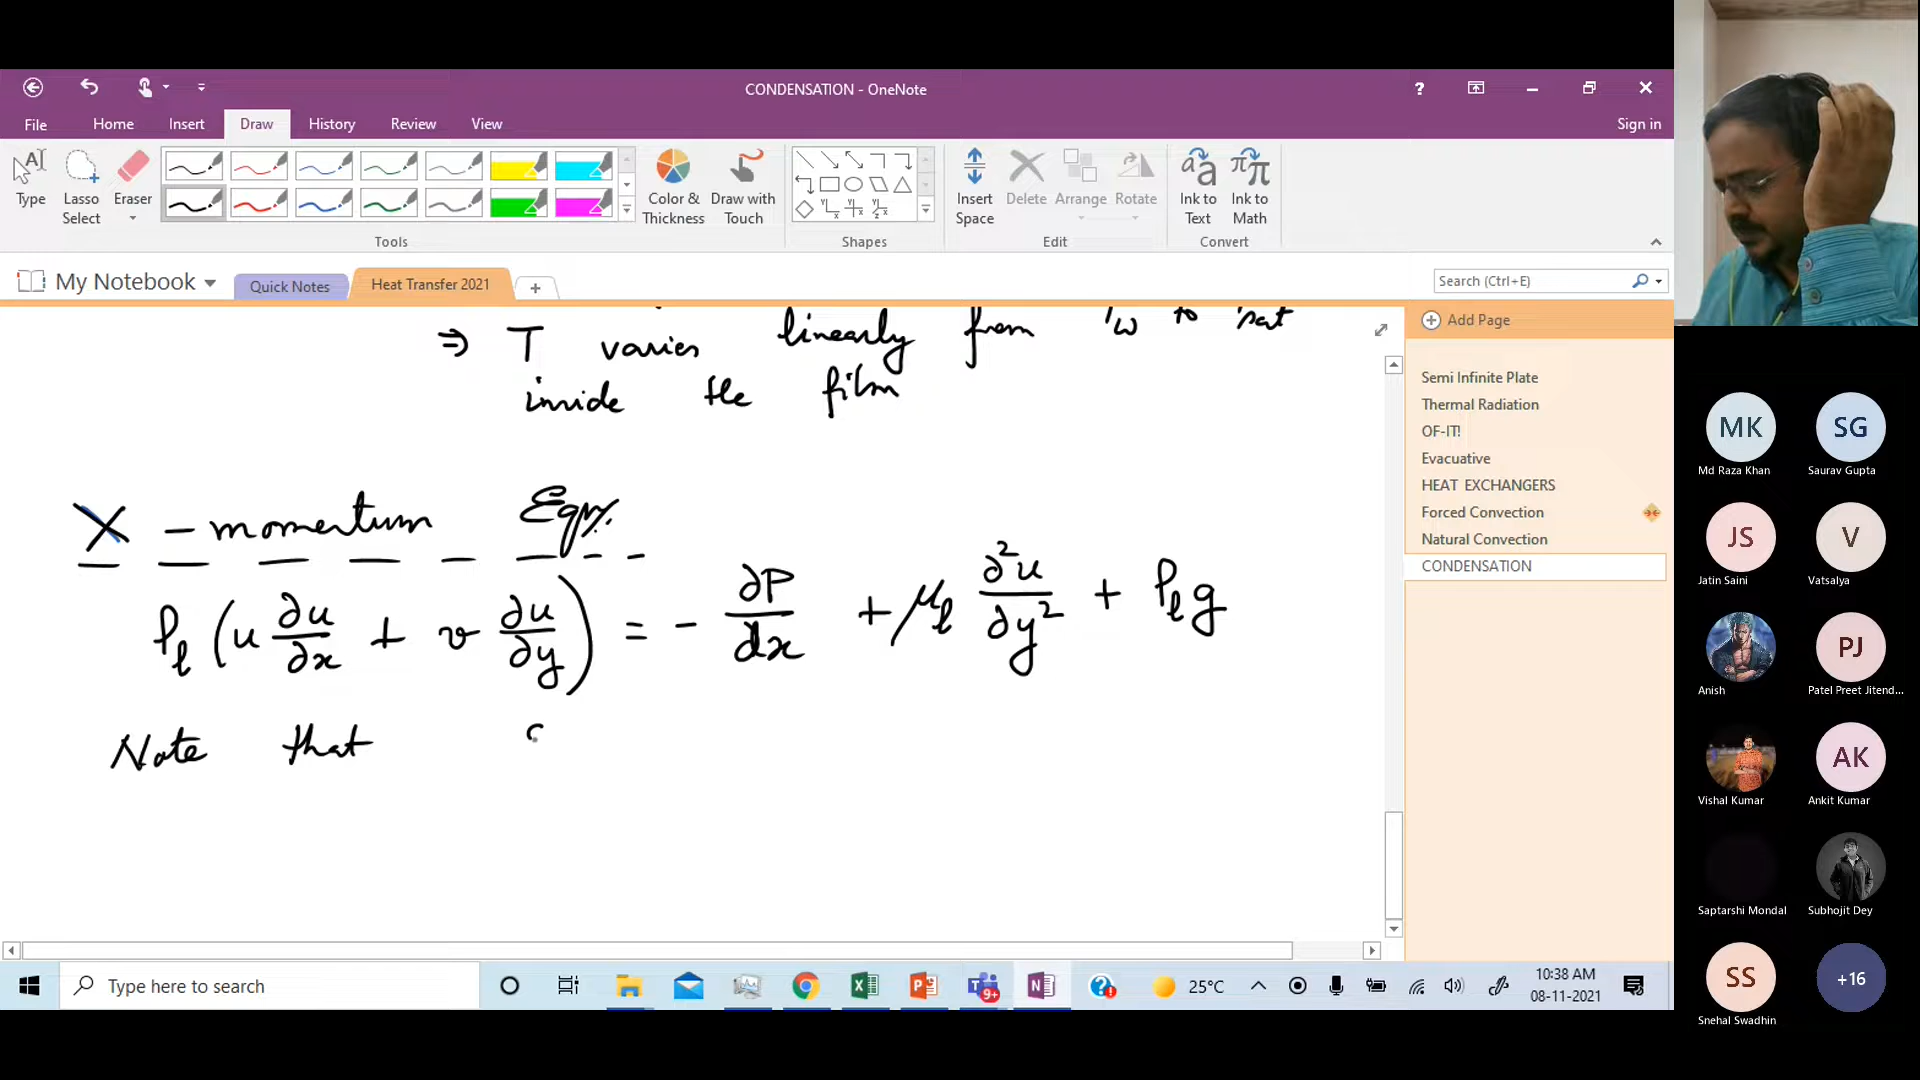 CONDENSATION - OneNote
?
File Home Insert Draw History Review View
Sign in
Type Lasso Select Eraser
Color & Thickness Draw with Touch
Insert Space Delete Arrange Rotate Ink to Text Ink to Math
Tools Shapes Edit Convert
My Notebook Quick Notes Heat Transfer 2021
Search (Ctrl+E)
⇒ T varies linearly from Tw to Tsat
inside the film
X - momentum Eqn.
ρl (u ∂u/∂x + v ∂u/∂y) = - ∂P/dx + μl ∂²u/∂y² + ρl g
Note that
Add Page
Semi Infinite Plate
Thermal Radiation
OF-IT!
Evacuative
HEAT EXCHANGERS
Forced Convection
Natural Convection
CONDENSATION
MK SG
Md Raza Khan Saurav Gupta
JS V
Jatin Saini Vatsalya
PJ
Anish Patel Preet Jitend...
AK
Vishal Kumar Ankit Kumar
Saptarshi Mondal Subhojit Dey
SS +16
Snehal Swadhin
Type here to search
9+
25°C
10:38 AM
08-11-2021